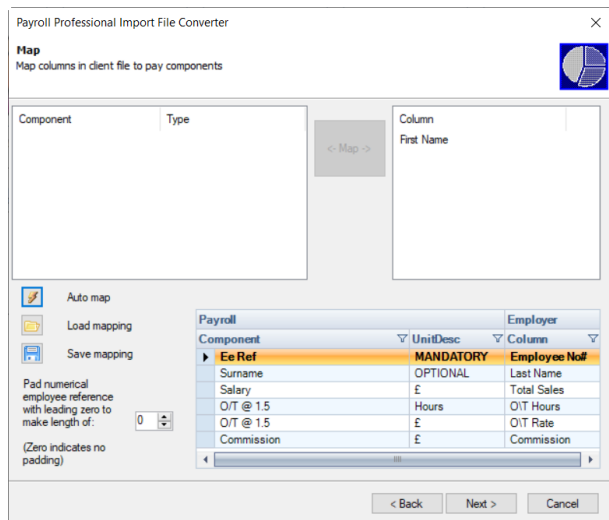 Payroll Professional Import File Converter
Map
Map columns in client file to pay components
Component Type
<- Map ->
Column
First Name
Auto map
Load mapping
Save mapping
Pad numerical
employee reference
with leading zero to
make length of: 0
(Zero indicates no
padding)
Payroll Employer
Component UnitDesc Column
Ee Ref MANDATORY Employee No#
Surname OPTIONAL Last Name
Salary £ Total Sales
O/T @ 1.5 Hours O\T Hours
O/T @ 1.5 £ O\T Rate
Commission £ Commission
< Back Next > Cancel